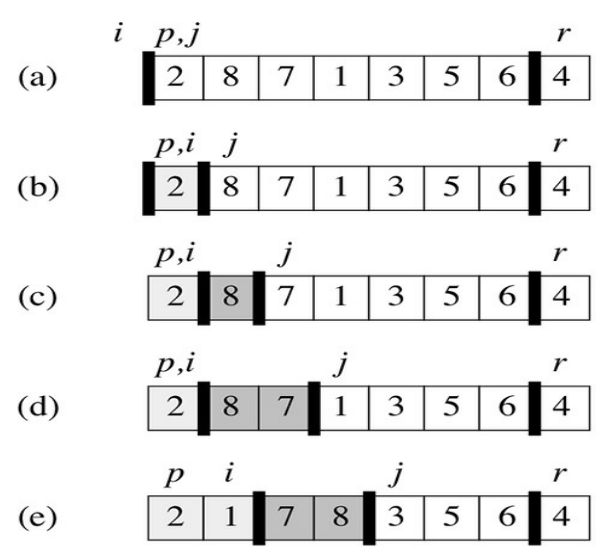 i p,j r
(a) 2 8 7 1 3 5 6 4
p,i j r
(b) 2 8 7 1 3 5 6 4
p,i j r
(c) 2 8 7 1 3 5 6 4
p,i j r
(d) 2 8 7 1 3 5 6 4
p i j r
(e) 2 1 7 8 3 5 6 4